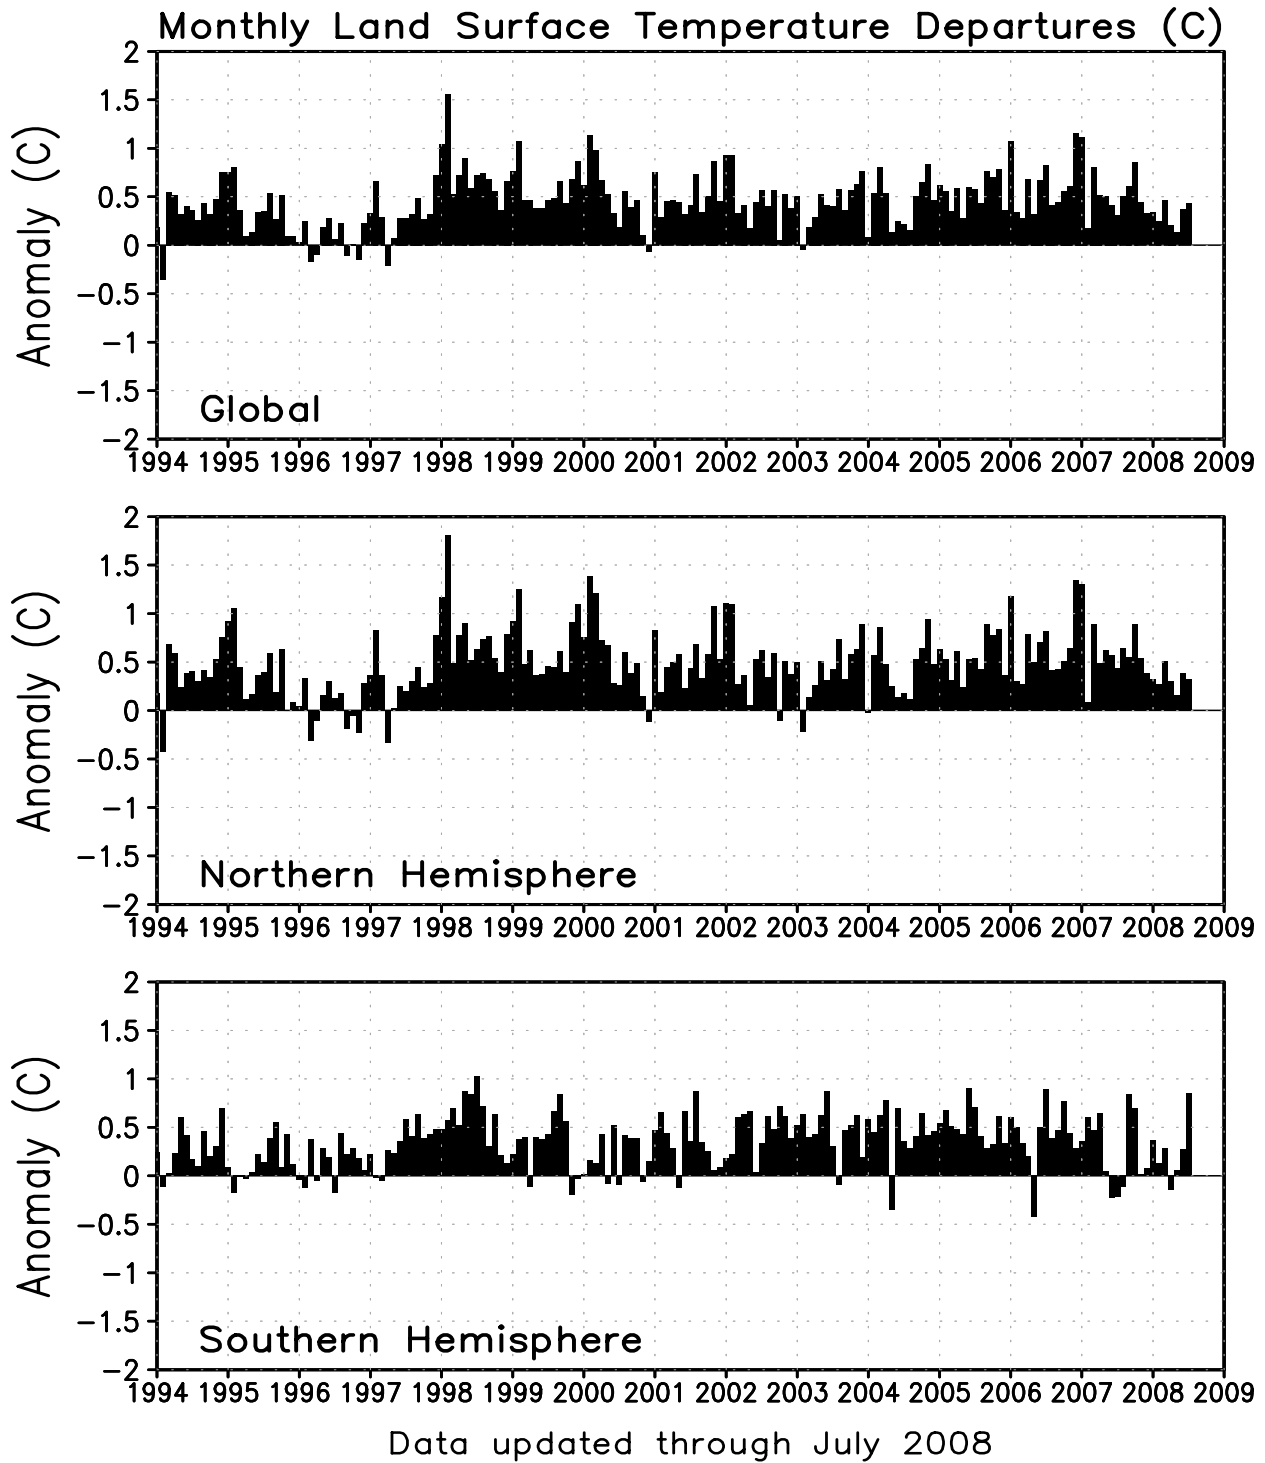 Monthly Land Surface Temperature Departures (C)
2
1.5
1
0.5
0
−0.5
−1
−1.5
−2
Anomaly (C)
Global
1994 1995 1996 1997 1998 1999 2000 2001 2002 2003 2004 2005 2006 2007 2008 2009
2
1.5
1
0.5
0
−0.5
−1
−1.5
−2
Anomaly (C)
Northern Hemisphere
1994 1995 1996 1997 1998 1999 2000 2001 2002 2003 2004 2005 2006 2007 2008 2009
2
1.5
1
0.5
0
−0.5
−1
−1.5
−2
Anomaly (C)
Southern Hemisphere
1994 1995 1996 1997 1998 1999 2000 2001 2002 2003 2004 2005 2006 2007 2008 2009
Data updated through July 2008